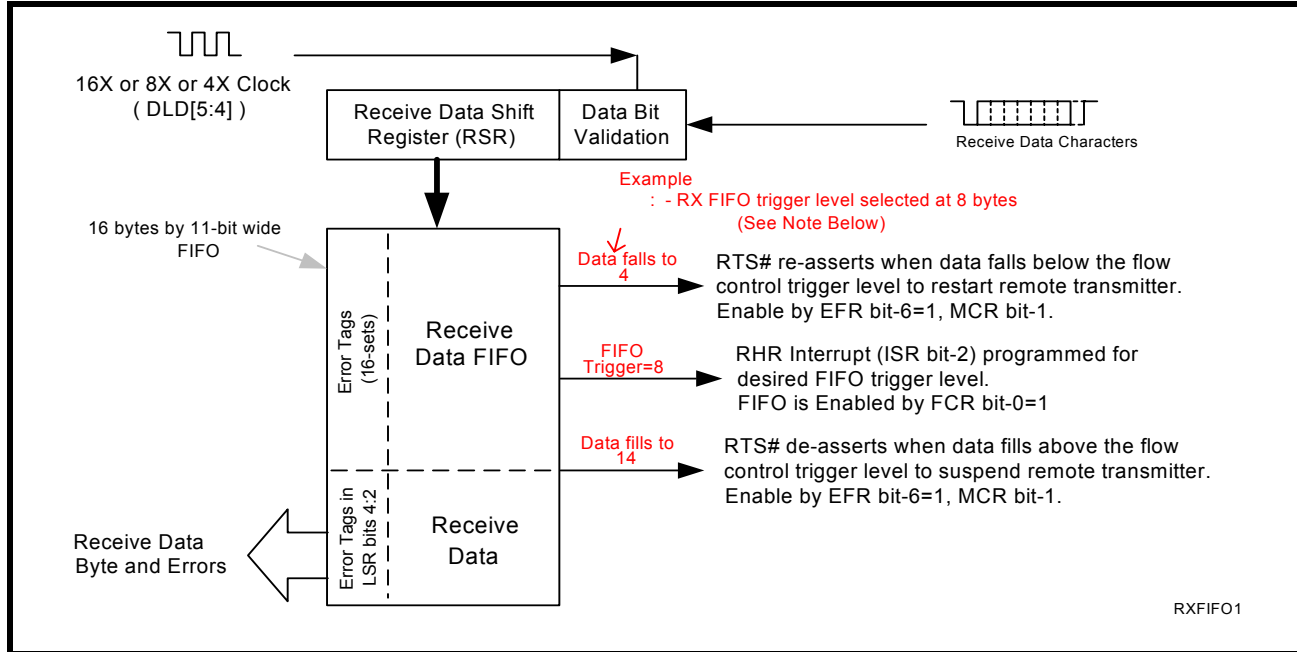 16X or 8X or 4X Clock
( DLD[5:4] )
Receive Data Shift
Register (RSR)
Data Bit
Validation
Receive Data Characters
Example
: - RX FIFO trigger level selected at 8 bytes
(See Note Below)
16 bytes by 11-bit wide
FIFO
Data falls to
4
RTS# re-asserts when data falls below the flow
control trigger level to restart remote transmitter.
Enable by EFR bit-6=1, MCR bit-1.
Error Tags
(16-sets)
Receive
Data FIFO
FIFO
Trigger=8
RHR Interrupt (ISR bit-2) programmed for
desired FIFO trigger level.
FIFO is Enabled by FCR bit-0=1
Data fills to
14
RTS# de-asserts when data fills above the flow
control trigger level to suspend remote transmitter.
Enable by EFR bit-6=1, MCR bit-1.
Error Tags in
LSR bits 4:2
Receive
Data
Receive Data
Byte and Errors
RXFIFO1